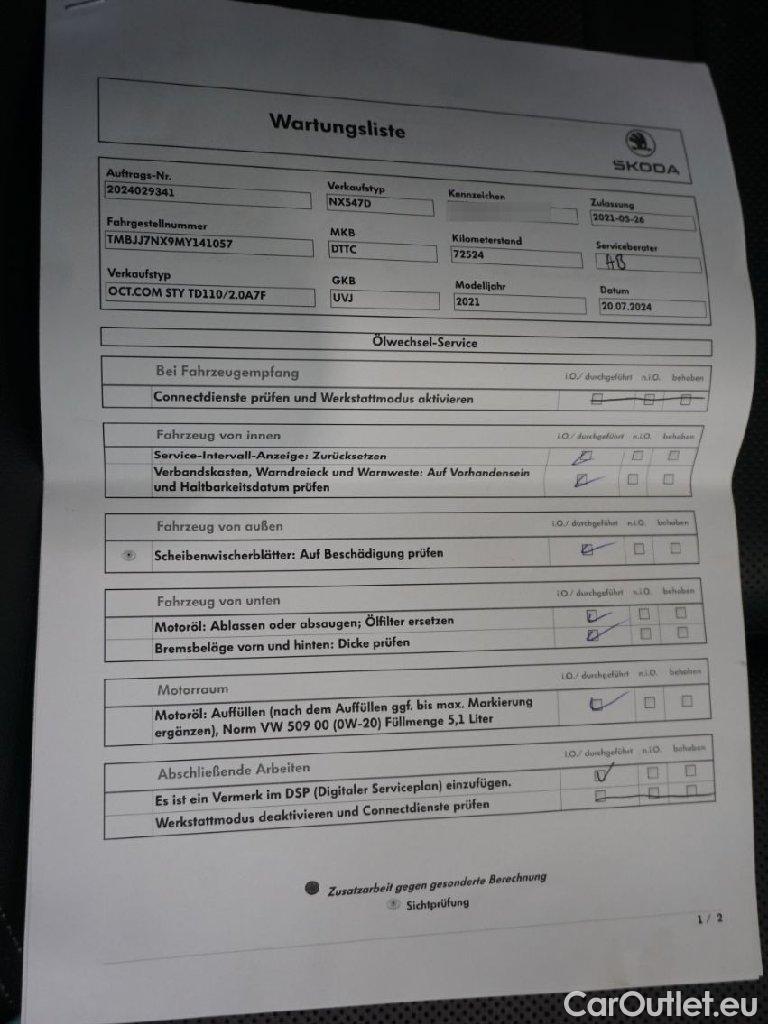 Wartungsliste
SKODA
Auftrags-Nr.
2024029341
Verkaufstyp
NX547D
Kennzeichen
Zulassung
2021-05-26
Fahrgestellnummer
TMBJJ7NX9MY141057
MKB
DTTC
Kilometerstand
72524
Serviceberater
AB
Verkaufstyp
OCT.COM STY TD110/2.0A7F
GKB
UVJ
Modelljahr
2021
Datum
20.07.2024
Ölwechsel-Service
Bei Fahrzeugempfang i.O./ durchgeführt n.i.O. behoben
Connectdienste prüfen und Werkstattmodus aktivieren
Fahrzeug von innen i.O./ durchgeführt n.i.O. behoben
Service-Intervall-Anzeige: Zurücksetzen
Verbandskasten, Warndreieck und Warnweste: Auf Vorhandensein
und Haltbarkeitsdatum prüfen
Fahrzeug von außen i.O./ durchgeführt n.i.O. behoben
Scheibenwischerblätter: Auf Beschädigung prüfen
Fahrzeug von unten i.O./ durchgeführt n.i.O. behoben
Motoröl: Ablassen oder absaugen; Ölfilter ersetzen
Bremsbeläge vorn und hinten: Dicke prüfen
Motorraum i.O./ durchgeführt n.i.O. behoben
Motoröl: Auffüllen (nach dem Auffüllen ggf. bis max. Markierung
ergänzen), Norm VW 509 00 (0W-20) Füllmenge 5,1 Liter
Abschließende Arbeiten i.O./ durchgeführt n.i.O. behoben
Es ist ein Vermerk im DSP (Digitaler Serviceplan) einzufügen.
Werkstattmodus deaktivieren und Connectdienste prüfen
Zusatzarbeit gegen gesonderte Berechnung
Sichtprüfung
1 / 2
CarOutlet.eu